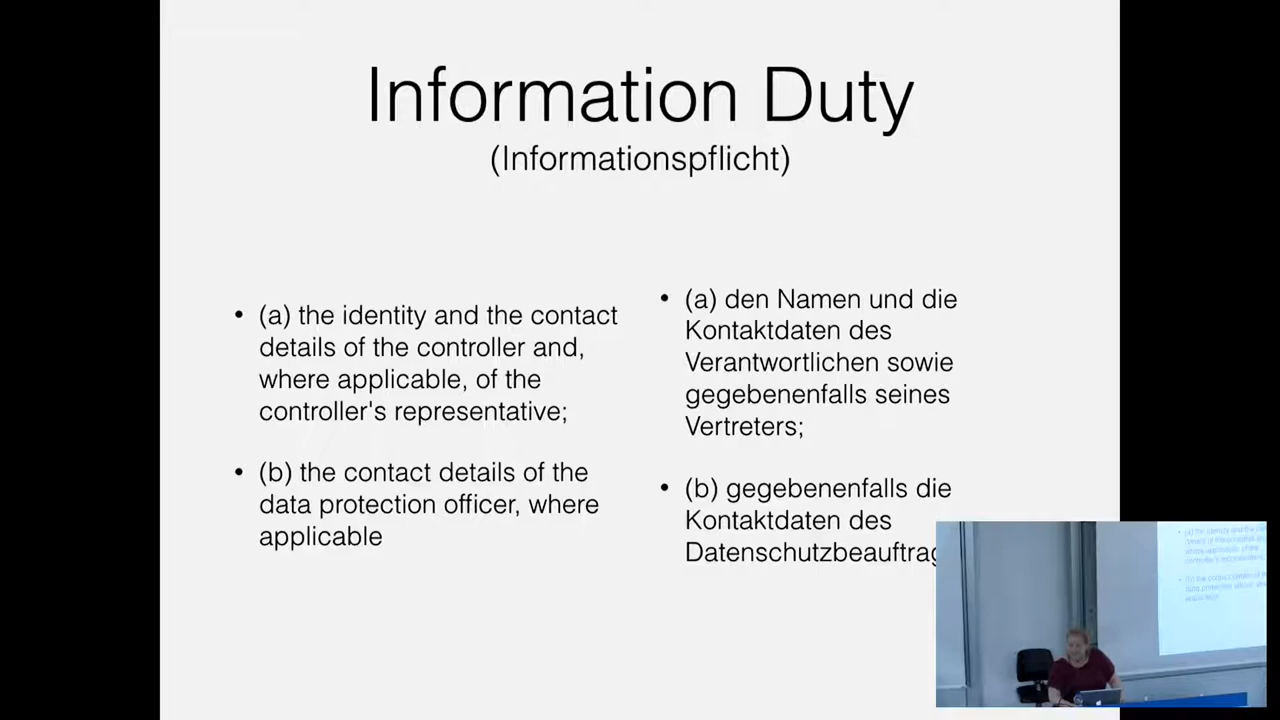 Information Duty
(Informationspflicht)
• (a) the identity and the contact
details of the controller and,
where applicable, of the
controller's representative;
• (b) the contact details of the
data protection officer, where
applicable
• (a) den Namen und die
Kontaktdaten des
Verantwortlichen sowie
gegebenenfalls seines
Vertreters;
• (b) gegebenenfalls die
Kontaktdaten des
Datenschutzbeauftrag